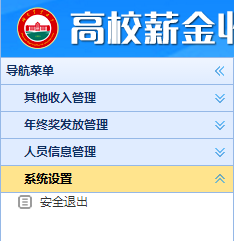 高校薪金
导航菜单
其他收入管理
年终奖发放管理
人员信息管理
系统设置
安全退出